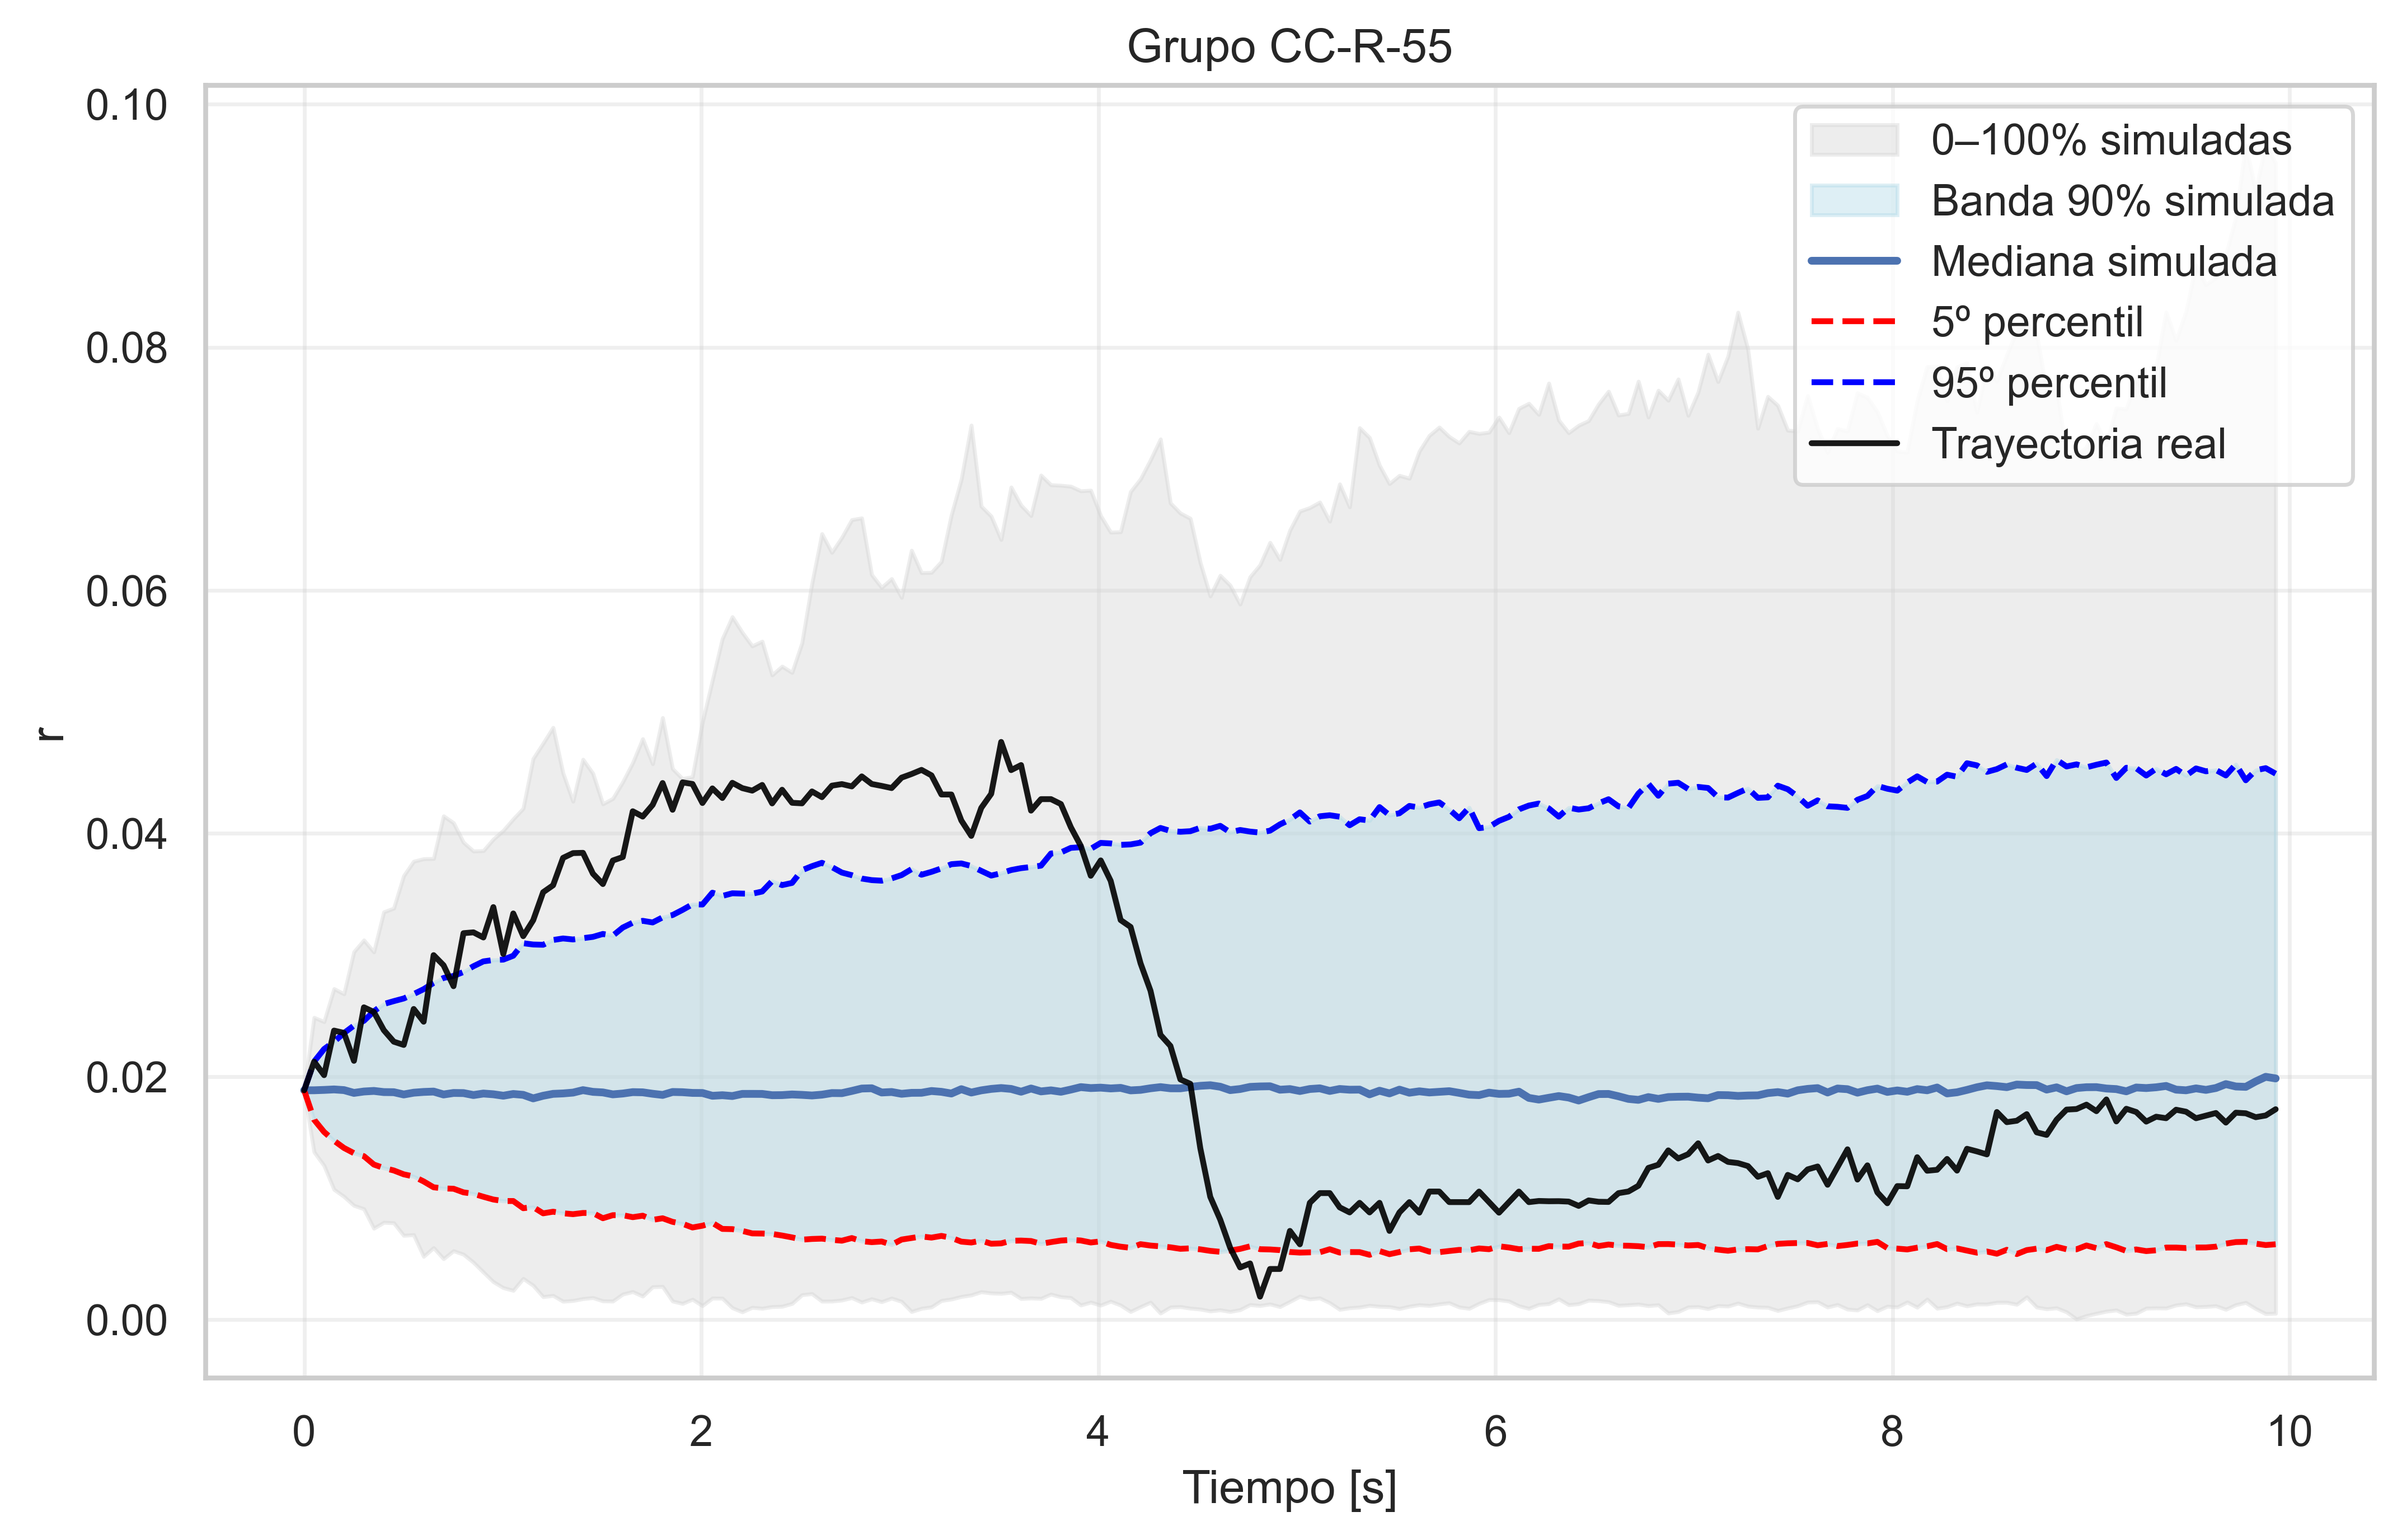 Grupo CC-R-55
0.10
0.08
0.06
0.04
0.02
0.00
r
0–100% simuladas
Banda 90% simulada
Mediana simulada
5º percentil
95º percentil
Trayectoria real
0 2 4 6 8 10
Tiempo [s]